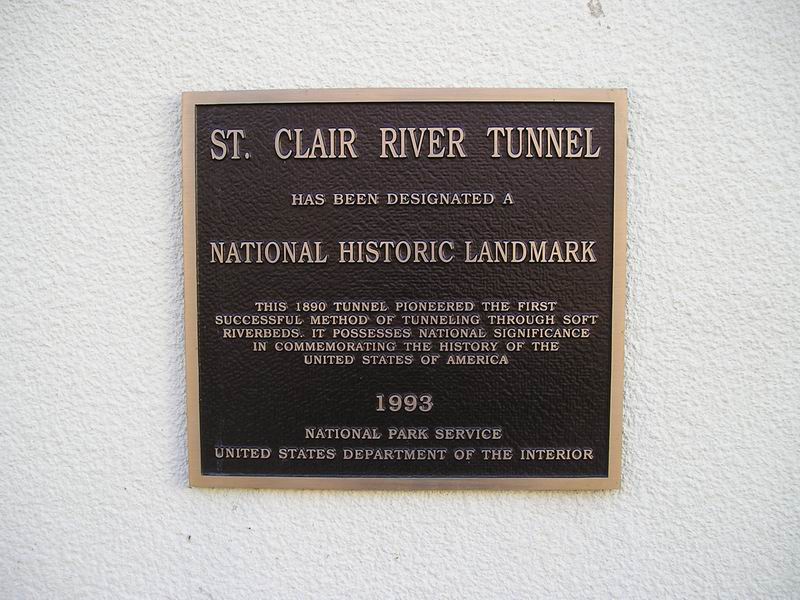 ST. CLAIR RIVER TUNNEL
HAS BEEN DESIGNATED A
NATIONAL HISTORIC LANDMARK
THIS 1890 TUNNEL PIONEERED THE FIRST
SUCCESSFUL METHOD OF TUNNELING THROUGH SOFT
RIVERBEDS. IT POSSESSES NATIONAL SIGNIFICANCE
IN COMMEMORATING THE HISTORY OF THE
UNITED STATES OF AMERICA
1993
NATIONAL PARK SERVICE
UNITED STATES DEPARTMENT OF THE INTERIOR